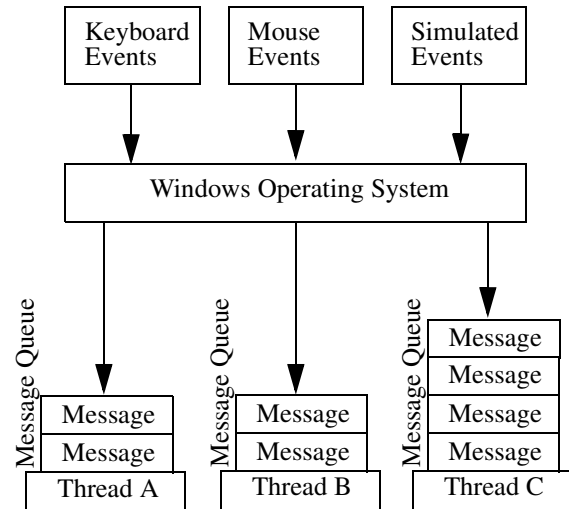 Keyboard
Events
Mouse
Events
Simulated
Events
Windows Operating System
Message Queue
Message
Message
Thread A
Message Queue
Message
Message
Thread B
Message Queue
Message
Message
Message
Message
Thread C